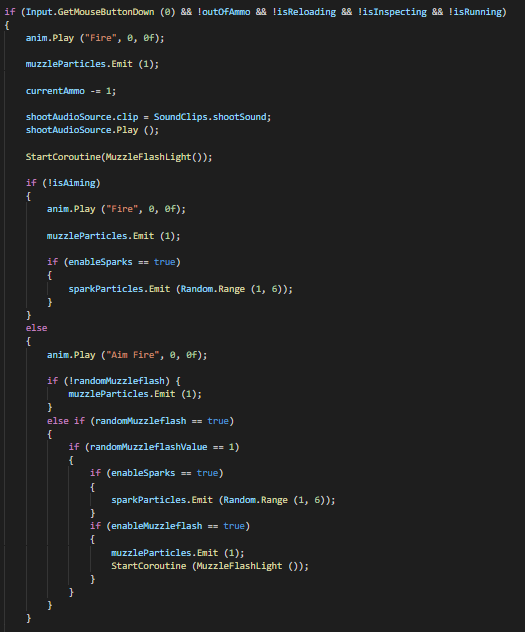 if (Input.GetMouseButtonDown (0) && !outOfAmmo && !isReloading && !isInspecting && !isRunning)
{
anim.Play ("Fire", 0, 0f);
muzzleParticles.Emit (1);
currentAmmo -= 1;
shootAudioSource.clip = SoundClips.shootSound;
shootAudioSource.Play ();
StartCoroutine(MuzzleFlashLight());
if (!isAiming)
{
anim.Play ("Fire", 0, 0f);
muzzleParticles.Emit (1);
if (enableSparks == true)
{
sparkParticles.Emit (Random.Range (1, 6));
}
}
else
{
anim.Play ("Aim Fire", 0, 0f);
if (!randomMuzzleflash) {
muzzleParticles.Emit (1);
}
else if (randomMuzzleflash == true)
{
if (randomMuzzleflashValue == 1)
{
if (enableSparks == true)
{
sparkParticles.Emit (Random.Range (1, 6));
}
if (enableMuzzleflash == true)
{
muzzleParticles.Emit (1);
StartCoroutine (MuzzleFlashLight ());
}
}
}
}